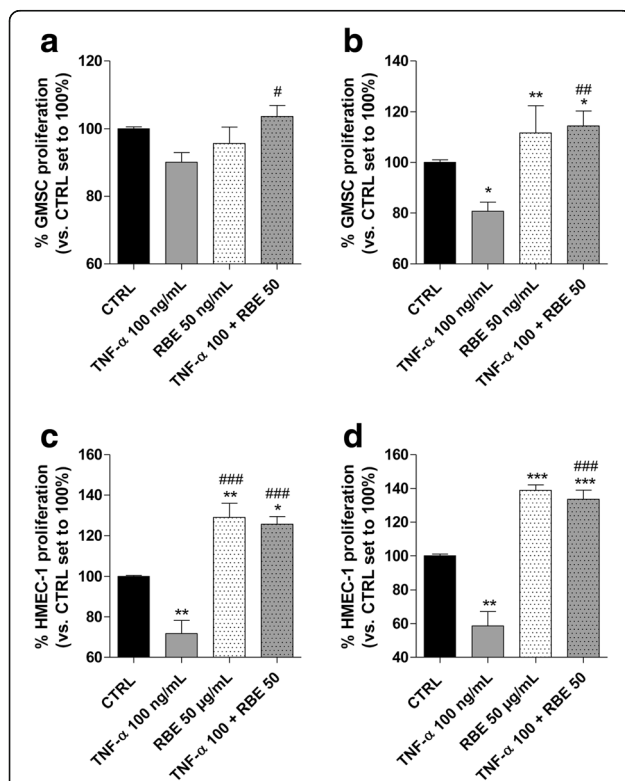 a
% GMSC proliferation
(vs. CTRL set to 100%)
120
100
80
60
#
CTRL
TNF-α 100 ng/mL
RBE 50 ng/mL
TNF-α 100 + RBE 50
b
% GMSC proliferation
(vs. CTRL set to 100%)
140
120
100
80
60
*
**
##
*
CTRL
TNF-α 100 ng/mL
RBE 50 ng/mL
TNF-α 100 + RBE 50
c
% HMEC-1 proliferation
(vs. CTRL set to 100%)
160
140
120
100
80
60
**
###
**
###
*
CTRL
TNF-α 100 ng/mL
RBE 50 µg/mL
TNF-α 100 + RBE 50
d
% HMEC-1 proliferation
(vs. CTRL set to 100%)
160
140
120
100
80
60
40
**
***
###
***
CTRL
TNF-α 100 ng/mL
RBE 50 µg/mL
TNF-α 100 + RBE 50